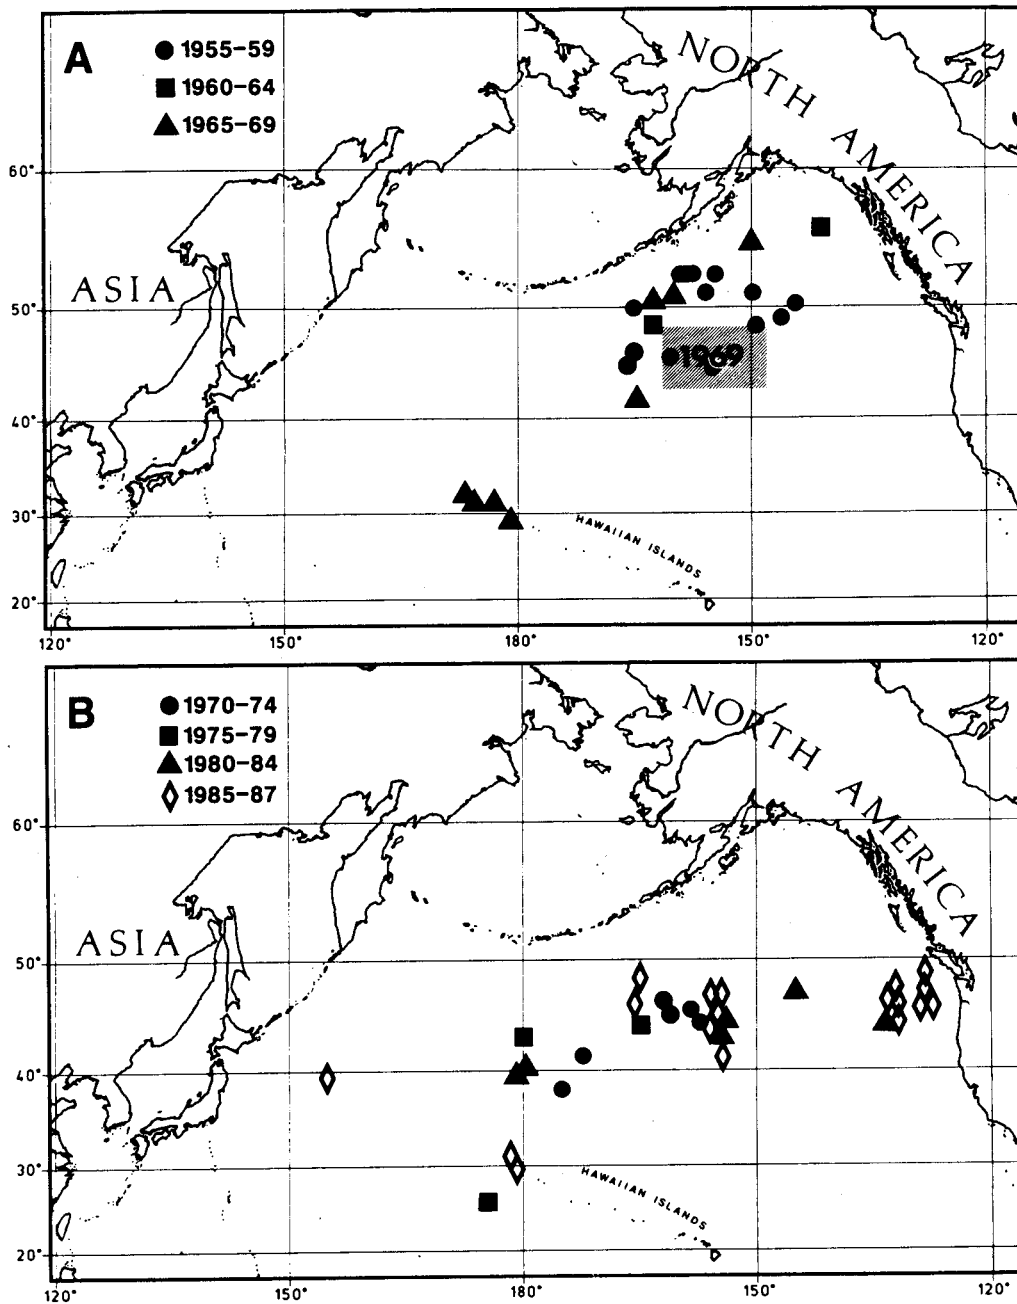 A
1955-59
1960-64
1965-69
NORTH AMERICA
ASIA
60°
50°
40°
30°
20°
1969
HAWAIIAN ISLANDS
120° 150° 180° 150° 120°
B
1970-74
1975-79
1980-84
1985-87
NORTH AMERICA
ASIA
60°
50°
40°
30°
20°
HAWAIIAN ISLANDS
120° 150° 180° 150° 120°